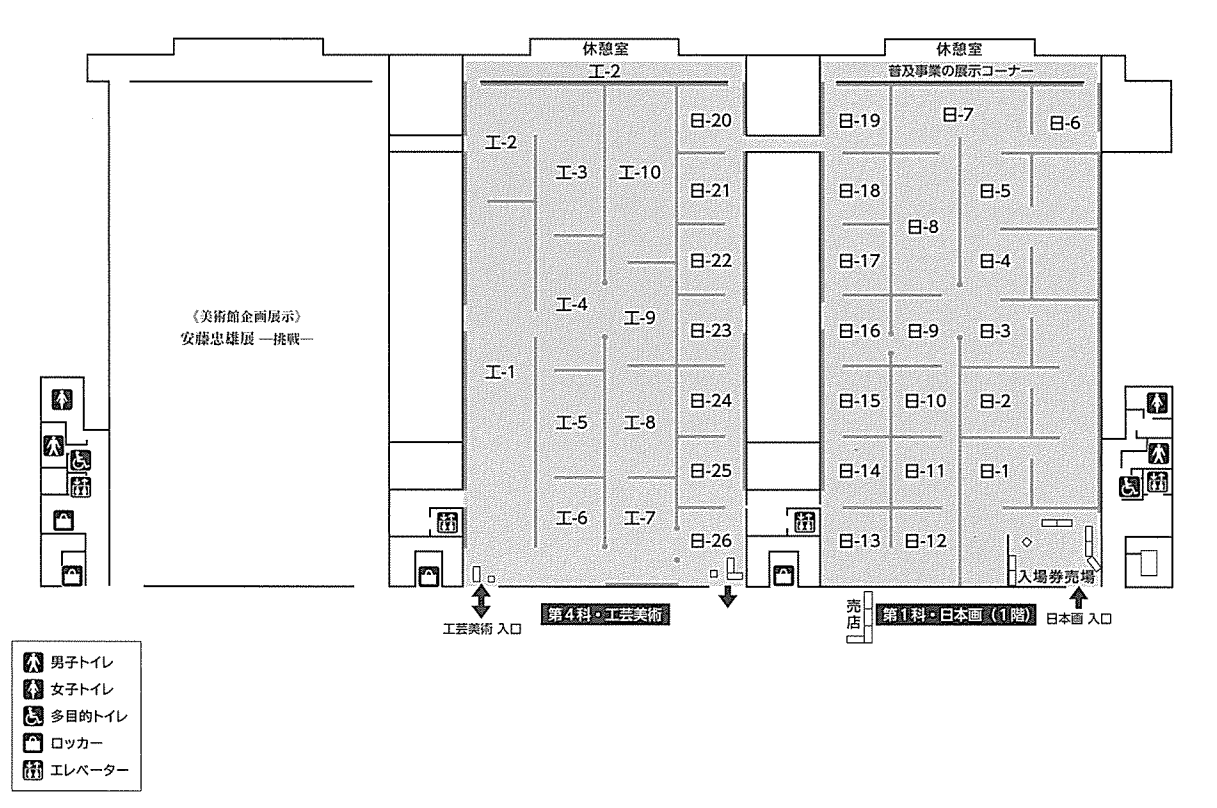 休憩室
休憩室
工-2
普及事業の展示コーナー
工-2
工-3
工-10
日-20
日-19
日-7
日-6
日-21
日-18
日-5
日-8
日-22
日-17
日-4
工-4
工-9
日-23
日-16
日-9
日-3
《美術館企画展示》
安藤忠雄展 ―挑戦―
工-1
日-24
日-15
日-10
日-2
工-5
工-8
日-25
日-14
日-11
日-1
工-6
工-7
日-26
日-13
日-12
入場券売場
工芸美術 入口
第4科・工芸美術
売店
第1科・日本画（1階）
日本画 入口
男子トイレ
女子トイレ
多目的トイレ
ロッカー
エレベーター